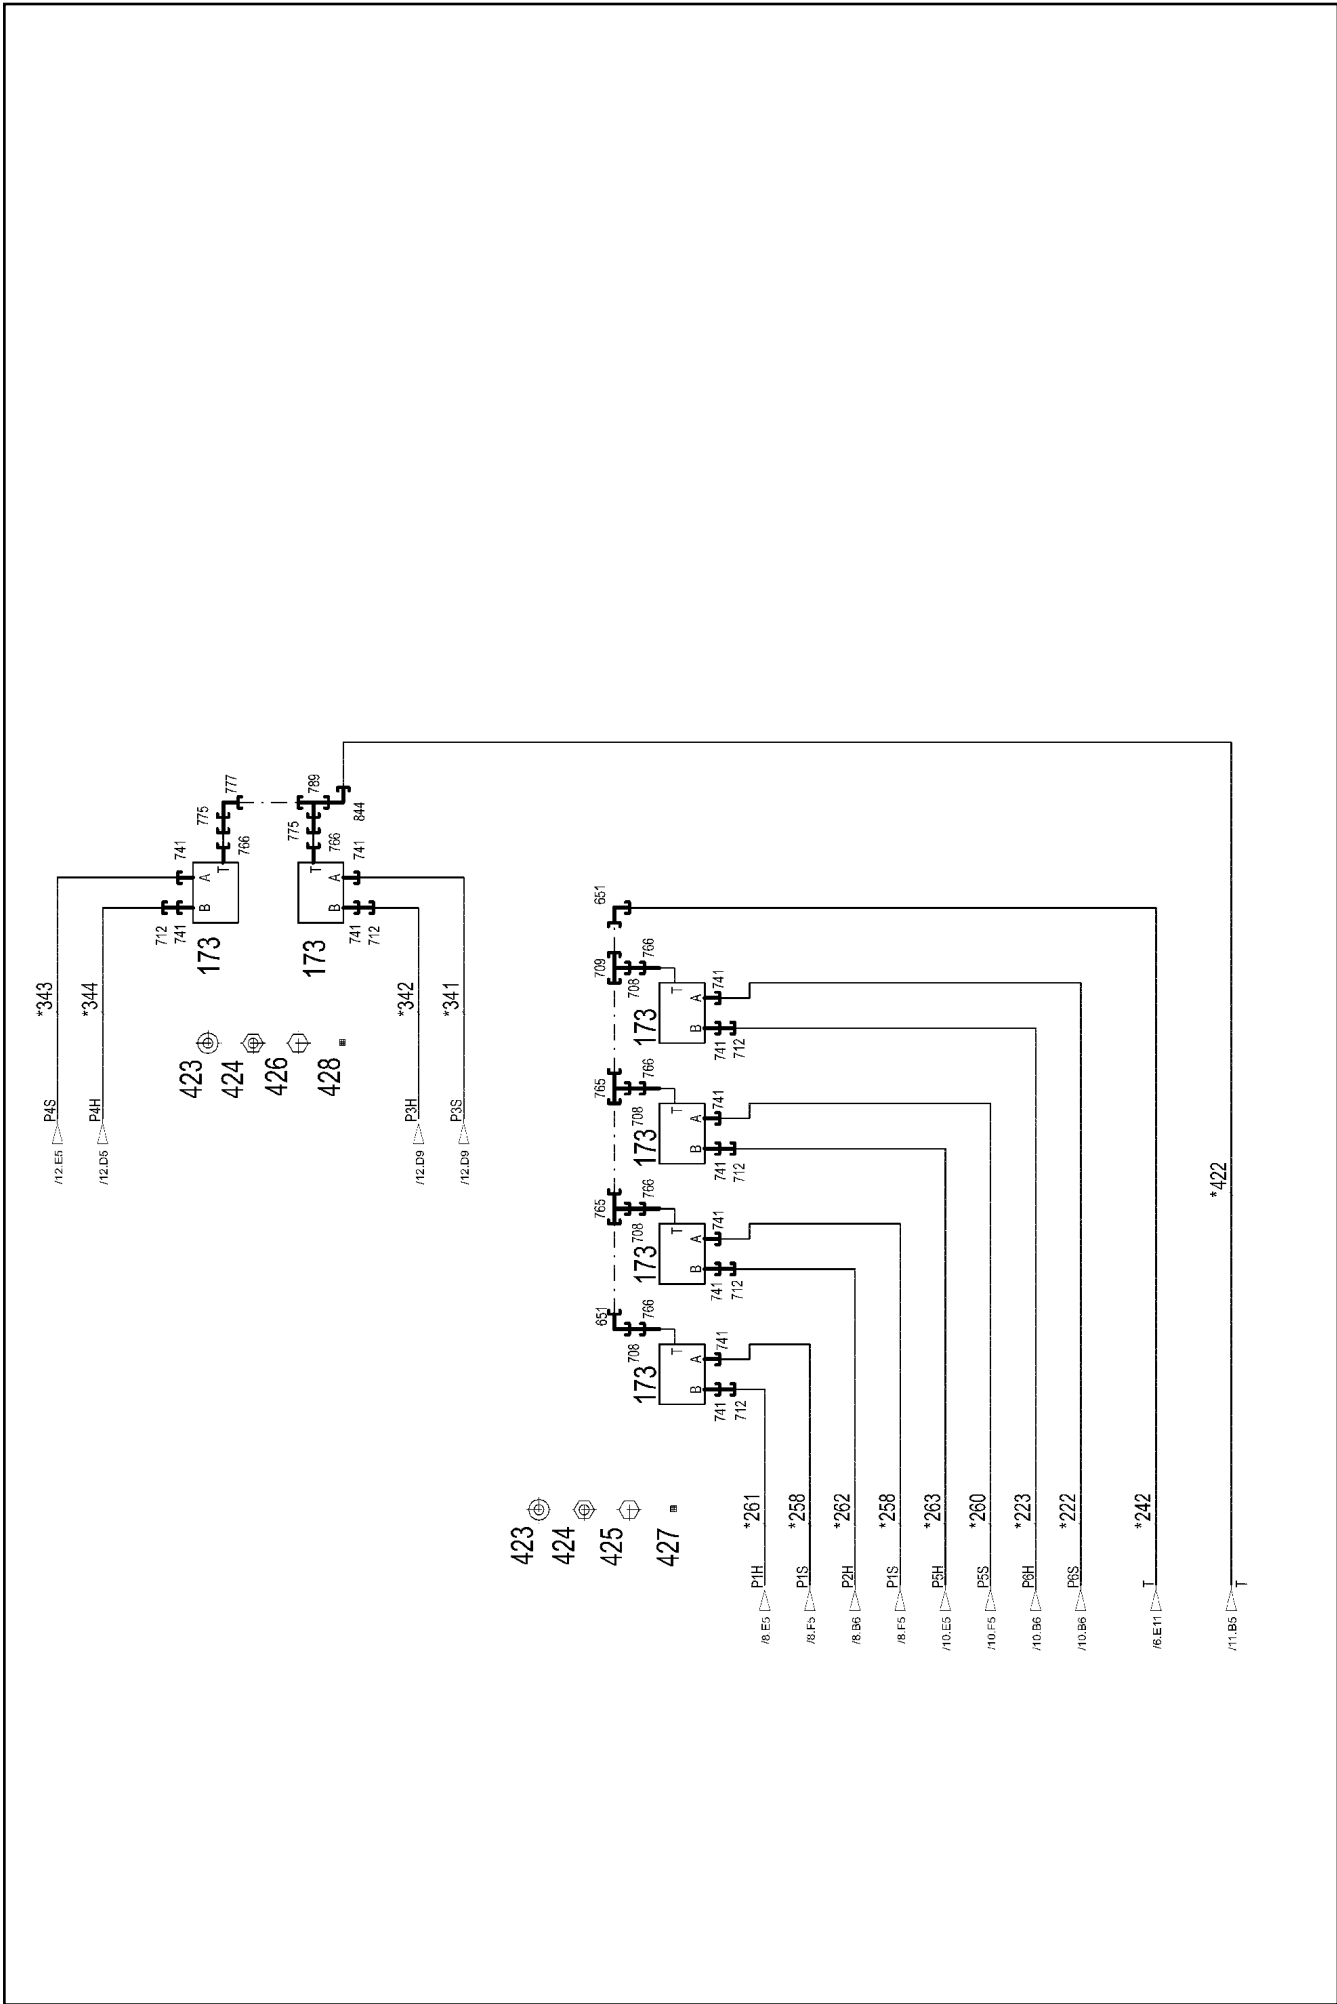 *343
P4S
/12.E5
*344
P4H
/12.D5
712
741
741
173
B
A
T
766
775
777
423
424
426
428
173
B
A
T
766
775
789
844
741
712
741
*342
P3H
/12.D9
*341
P3S
/12.D9
651
709
708
766
173
T
B
A
741
712
741
765
708
766
173
T
B
A
741
712
741
765
708
766
173
T
B
A
741
712
741
651
708
766
173
T
B
A
741
712
741
423
424
425
427
*261
P1H
/8.E5
*258
P1S
/8.F5
*262
P2H
/8.B6
*258
P1S
/8.F5
*263
P5H
/10.E5
*260
P5S
/10.F5
*223
P6H
/10.B6
*222
P6S
/10.B6
*242
T
/6.E11
*422
T
/11.B5